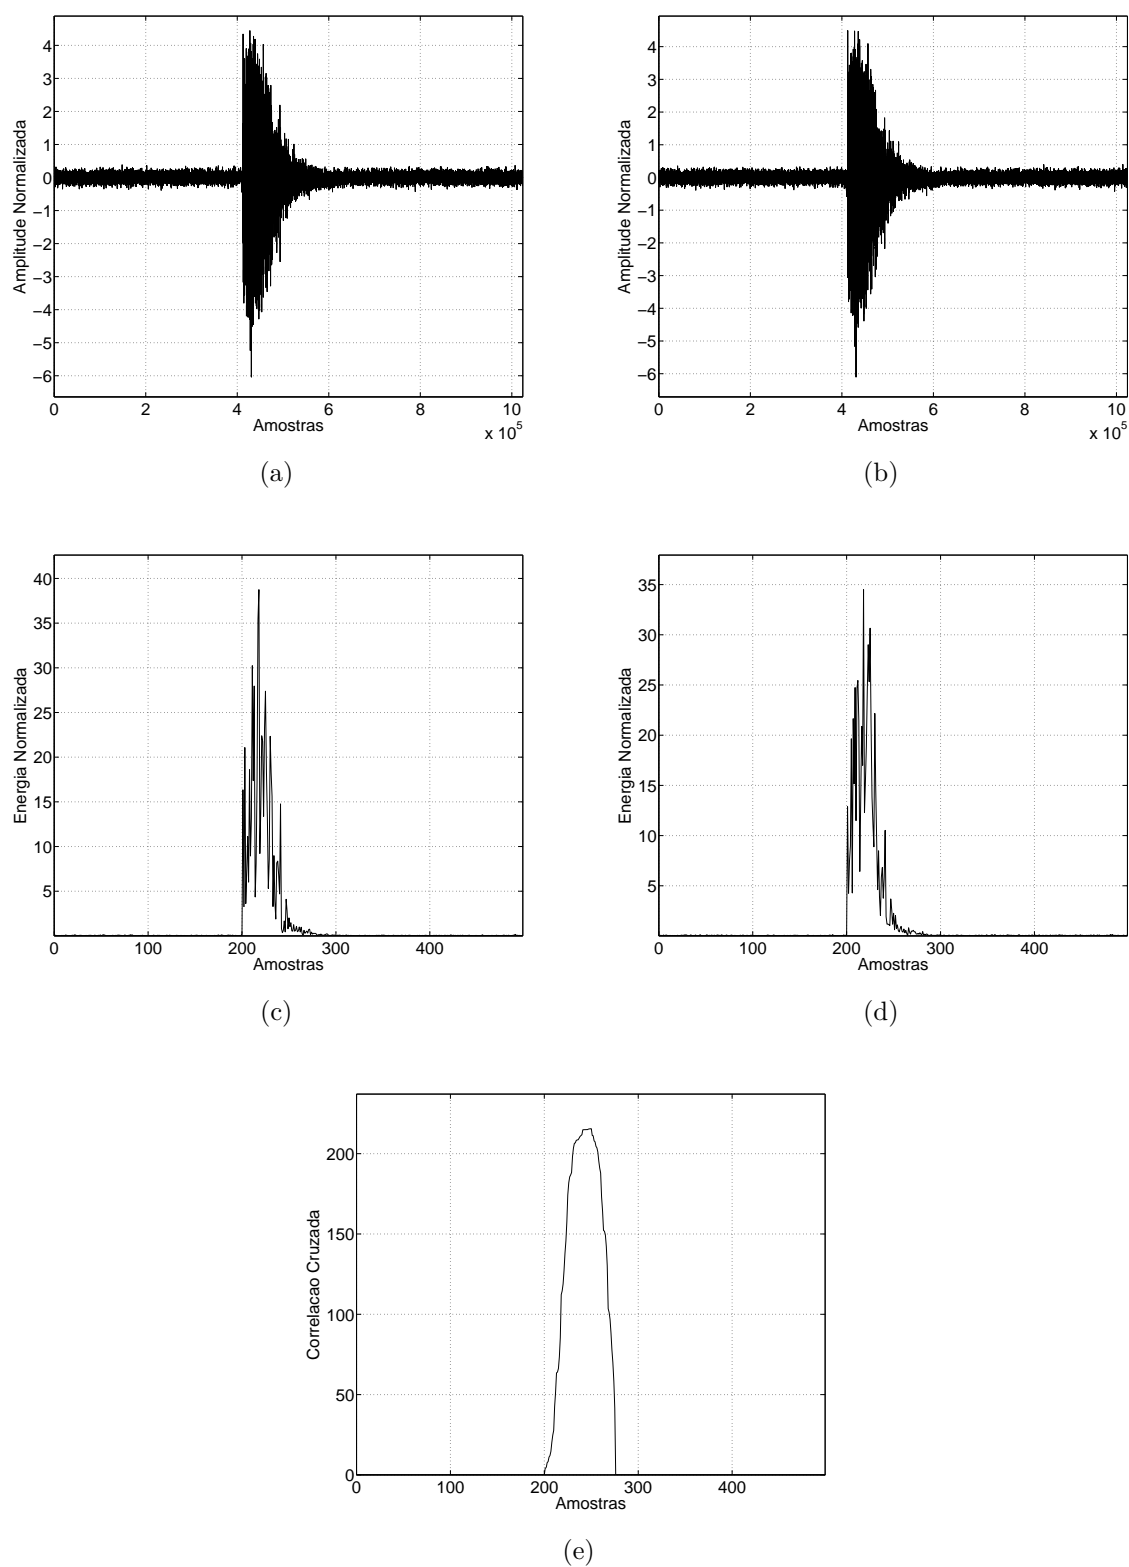 4
3
2
1
0
−1
−2
−3
−4
−5
−6
Amplitude Normalizada
0 2 4 6 8 10
Amostras
x 10^5
(a)
4
3
2
1
0
−1
−2
−3
−4
−5
−6
Amplitude Normalizada
0 2 4 6 8 10
Amostras
x 10^5
(b)
40
35
30
25
20
15
10
5
Energia Normalizada
0 100 200 300 400
Amostras
(c)
35
30
25
20
15
10
5
Energia Normalizada
0 100 200 300 400
Amostras
(d)
200
150
100
50
0
Correlacao Cruzada
0 100 200 300 400
Amostras
(e)